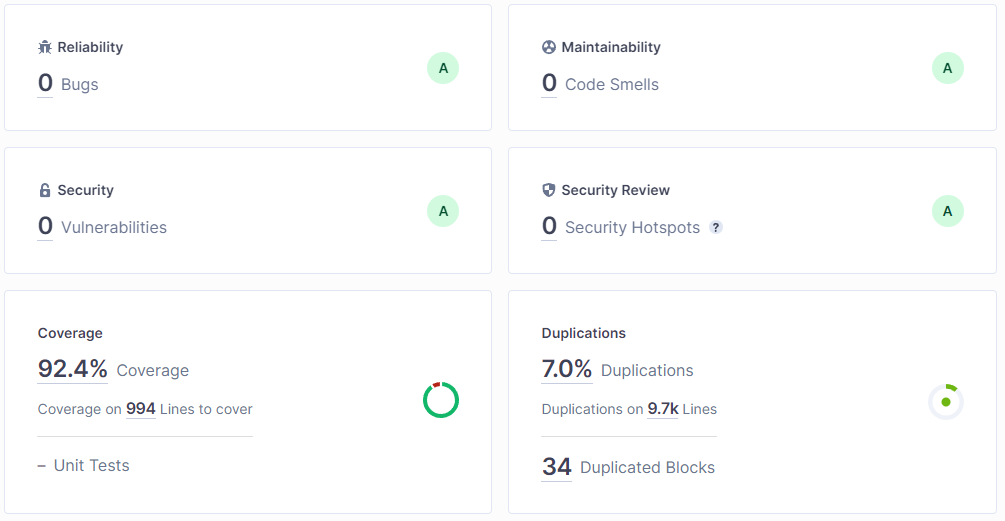 Reliability
0 Bugs
A
Maintainability
0 Code Smells
A
Security
0 Vulnerabilities
A
Security Review
0 Security Hotspots ?
A
Coverage
92.4% Coverage
Coverage on 994 Lines to cover
– Unit Tests
Duplications
7.0% Duplications
Duplications on 9.7k Lines
34 Duplicated Blocks